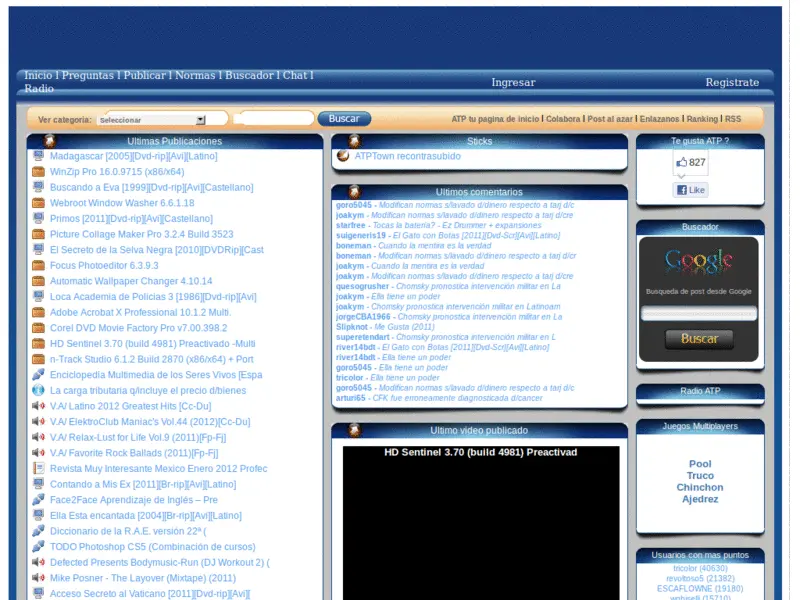 Inicio l Preguntas l Publicar l Normas l Buscador l Chat l
Radio
Ingresar
Registrate
Ver categoria:
Seleccionar
Buscar
ATP tu pagina de inicio l Colabora l Post al azar l Enlazanos l Ranking l RSS
Ultimas Publicaciones
Madagascar [2005][Dvd-rip][Avi][Latino]
WinZip Pro 16.0.9715 (x86/x64)
Buscando a Eva [1999][Dvd-rip][Avi][Castellano]
Webroot Window Washer 6.6.1.18
Primos [2011][Dvd-rip][Avi][Castellano]
Picture Collage Maker Pro 3.2.4 Build 3523
El Secreto de la Selva Negra [2010][DVDRip][Cast
Focus Photoeditor 6.3.9.3
Automatic Wallpaper Changer 4.10.14
Loca Academia de Policias 3 [1986][Dvd-rip][Avi]
Adobe Acrobat X Professional 10.1.2 Multi.
Corel DVD Movie Factory Pro v7.00.398.2
HD Sentinel 3.70 (build 4981) Preactivado -Multi
n-Track Studio 6.1.2 Build 2870 (x86/x64) + Port
Enciclopedia Multimedia de los Seres Vivos [Espa
La carga tributaria q/incluye el precio d/bienes
V.A/ Latino 2012 Greatest Hits [Cc-Du]
V.A/ ElektroClub Maniac's Vol.44 (2012)[Cc-Du]
V.A/ Relax-Lust for Life Vol.9 (2011)[Fp-Fj]
V.A/ Favorite Rock Ballads (2011)[Fp-Fj]
Revista Muy Interesante Mexico Enero 2012 Profec
Contando a Mis Ex [2011][Br-rip][Avi][Latino]
Face2Face Aprendizaje de Inglés – Pre
Ella Esta encantada [2004][Br-rip][Avi][Latino]
Diccionario de la R.A.E. versión 22ª (
TODO Photoshop CS5 (Combinación de cursos)
Defected Presents Bodymusic-Run (DJ Workout 2) (
Mike Posner - The Layover (Mixtape) (2011)
Acceso Secreto al Vaticano [2011][Dvd-rip][Avi][
Sticks
ATPTown recontrasubido
Ultimos comentarios
goro5045 - Modifican normas s/lavado d/dinero respecto a tarj d/c
joakym - Modifican normas s/lavado d/dinero respecto a tarj d/cre
starfree - Tocas la bateria? - Ez Drummer + expansiones
suigeneris19 - El Gato con Botas [2011][Dvd-Scr][Avi][Latino]
boneman - Cuando la mentira es la verdad
boneman - Modifican normas s/lavado d/dinero respecto a tarj d/cr
joakym - Cuando la mentira es la verdad
joakym - Modifican normas s/lavado d/dinero respecto a tarj d/cre
quesogrusher - Chomsky pronostica intervención militar en La
joakym - Ella tiene un poder
joakym - Chomsky pronostica intervención militar en Latinoam
jorgeCBA1966 - Chomsky pronostica intervención militar en La
Slipknot - Me Gusta (2011)
superetendart - Chomsky pronostica intervención militar en L
river14bdt - El Gato con Botas [2011][Dvd-Scr][Avi][Latino]
river14bdt - Ella tiene un poder
goro5045 - Ella tiene un poder
tricolor - Ella tiene un poder
goro5045 - Modifican normas s/lavado d/dinero respecto a tarj d/c
arturi65 - CFK fue erroneamente diagnosticada d/cancer
Ultimo video publicado
HD Sentinel 3.70 (build 4981) Preactivad
Te gusta ATP ?
827
Like
Buscador
Google
Busqueda de post desde Google
Buscar
Radio ATP
Juegos Multiplayers
Pool
Truco
Chinchon
Ajedrez
Usuarios con mas puntos
tricolor (40630)
revoltoso5 (21382)
ESCAFLOWNE (19180)